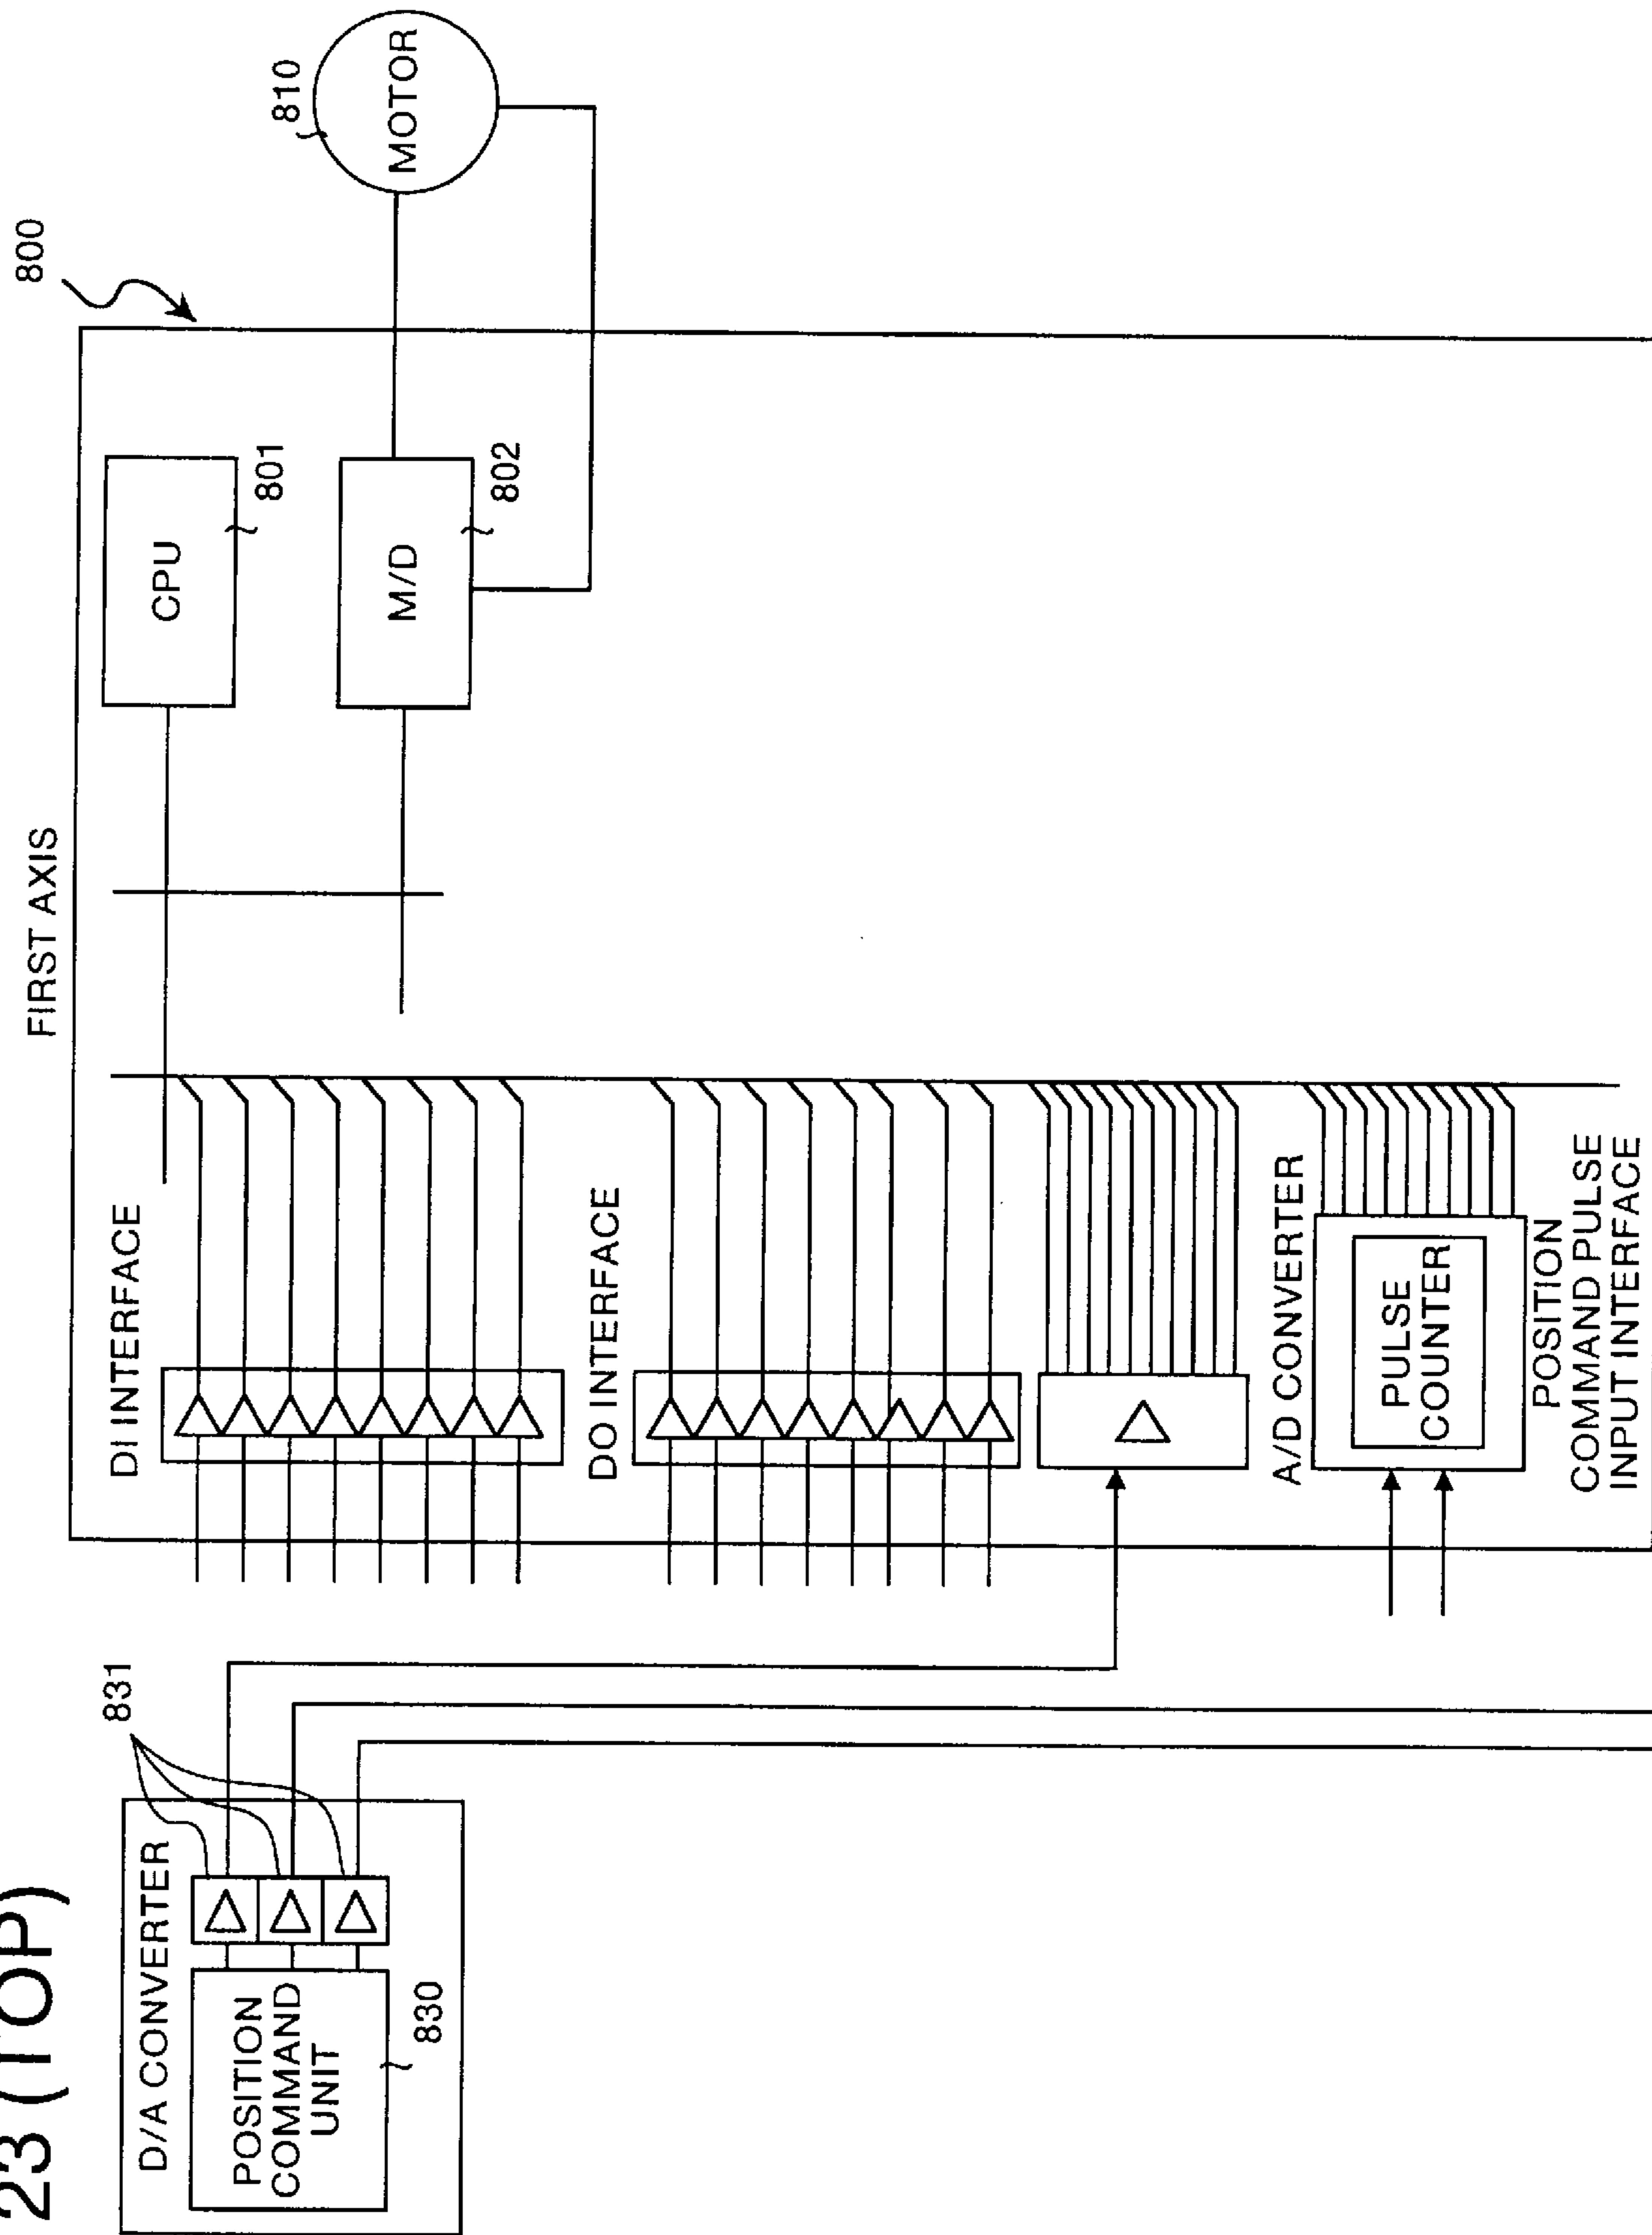 23 (TOP)
D/A CONVERTER
831
POSITION
COMMAND
UNIT
830
FIRST AXIS
800
DI INTERFACE
CPU
801
M/D
802
MOTOR
810
DO INTERFACE
A/D CONVERTER
PULSE
COUNTER
POSITION
COMMAND PULSE
INPUT INTERFACE